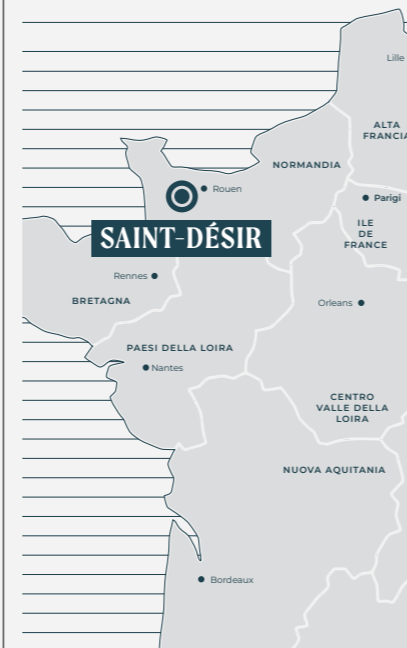 Lille
ALTA
FRANCIA
NORMANDIA
Rouen
Parigi
ILE
DE
FRANCE
SAINT-DÉSIR
Rennes
BRETAGNA
Orleans
PAESI DELLA LOIRA
Nantes
CENTRO
VALLE DELLA
LOIRA
NUOVA AQUITANIA
Bordeaux